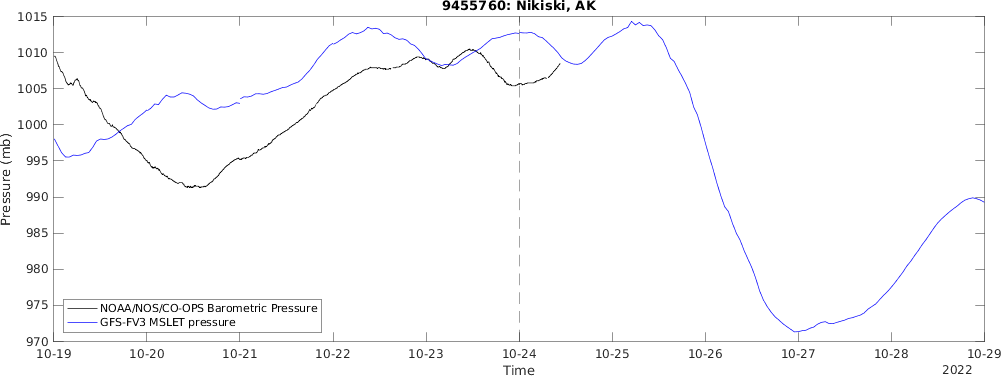 9455760: Nikiski, AK
1015
1010
1005
1000
995
990
985
980
975
970
Pressure (mb)
NOAA/NOS/CO-OPS Barometric Pressure
GFS-FV3 MSLET pressure
10-19 10-20 10-21 10-22 10-23 10-24 10-25 10-26 10-27 10-28 10-29
Time
2022